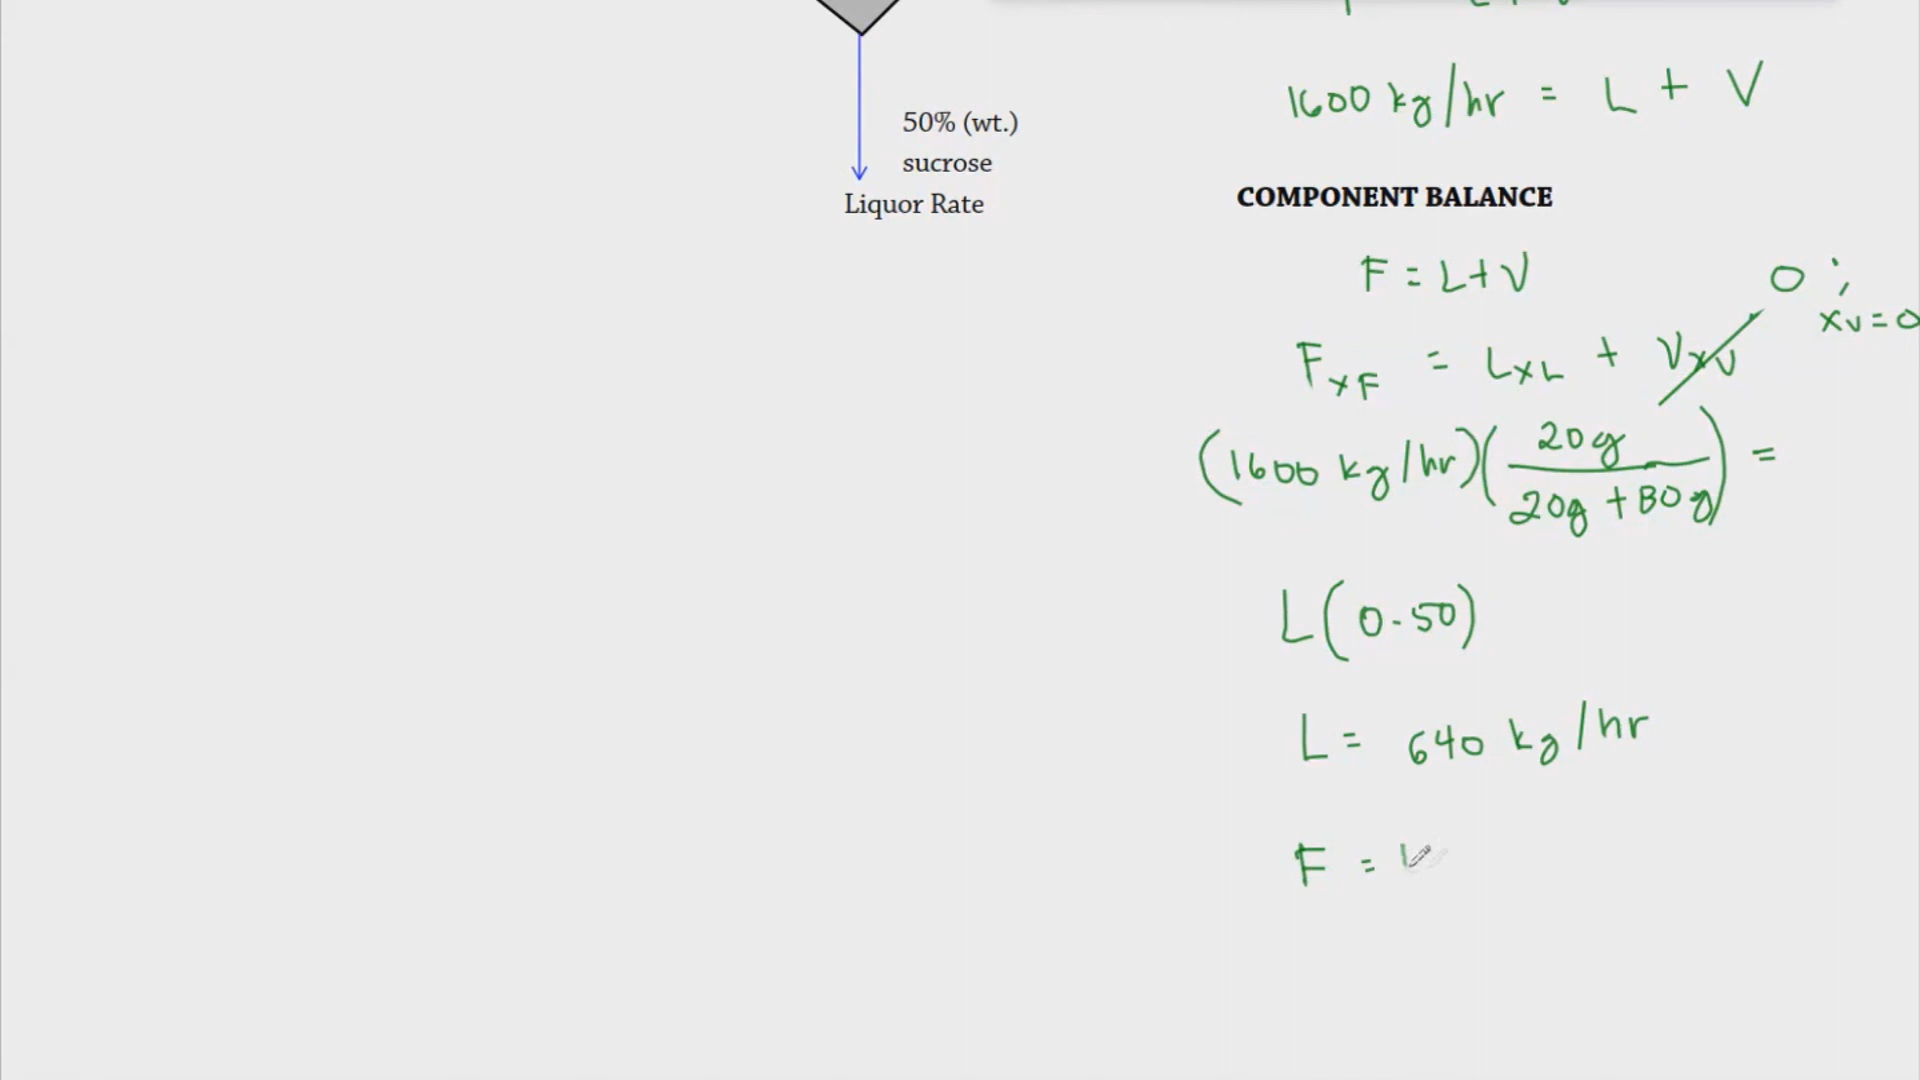 50% (wt.)
sucrose
Liquor Rate
1600 kg/hr = L + V
COMPONENT BALANCE
F = L + V
0 ;
xv = 0
FxF = LxL + Vxv
(1600 kg/hr)(20g / 20g + 80g) =
L(0.50)
L = 640 kg/hr
F =